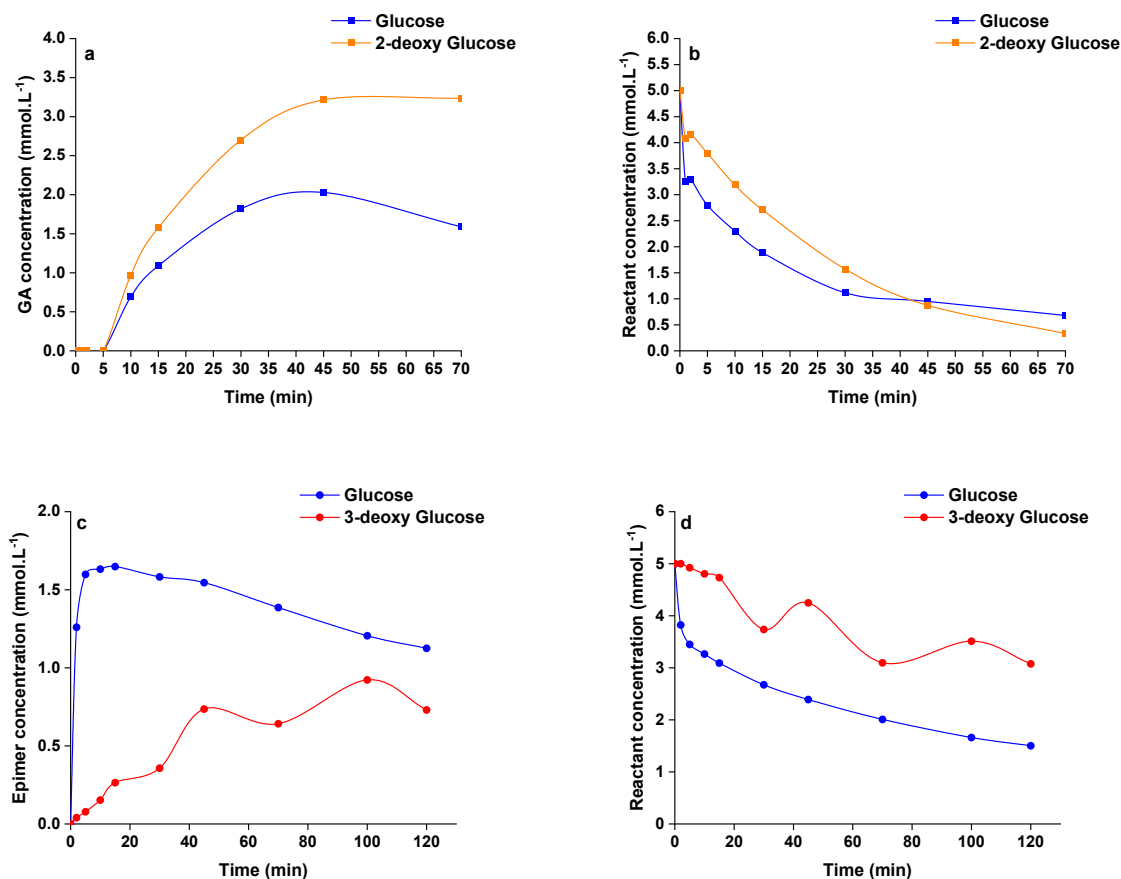 Glucose
2-deoxy Glucose
a
4.0
3.5
3.0
2.5
2.0
1.5
1.0
0.5
0.0
GA concentration (mmol.L-1)
0 5 10 15 20 25 30 35 40 45 50 55 60 65 70
Time (min)
Glucose
2-deoxy Glucose
b
6.0
5.5
5.0
4.5
4.0
3.5
3.0
2.5
2.0
1.5
1.0
0.5
0.0
Reactant concentration (mmol.L-1)
0 5 10 15 20 25 30 35 40 45 50 55 60 65 70
Time (min)
Glucose
3-deoxy Glucose
c
2.0
1.5
1.0
0.5
0.0
Epimer concentration (mmol.L-1)
0 20 40 60 80 100 120
Time (min)
Glucose
3-deoxy Glucose
d
6
5
4
3
2
1
0
Reactant concentration (mmol.L-1)
0 20 40 60 80 100 120
Time (min)